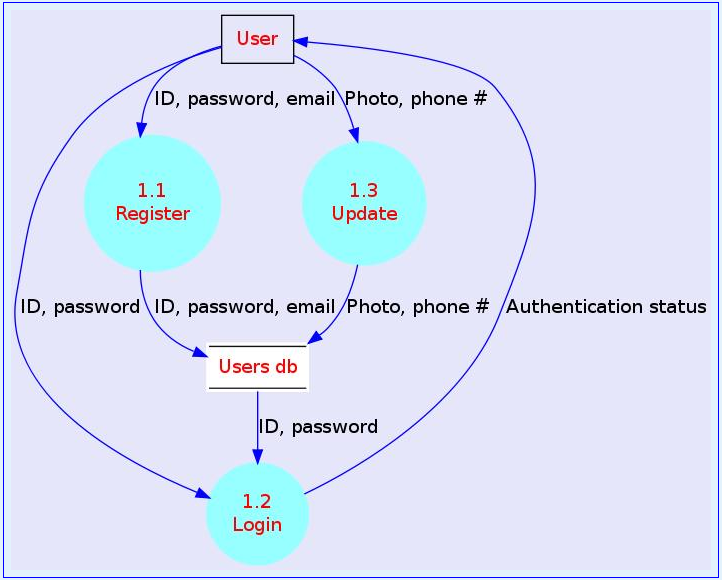 User
ID, password, email
Photo, phone #
1.1
Register
1.3
Update
ID, password
ID, password, email
Photo, phone #
Authentication status
Users db
ID, password
1.2
Login